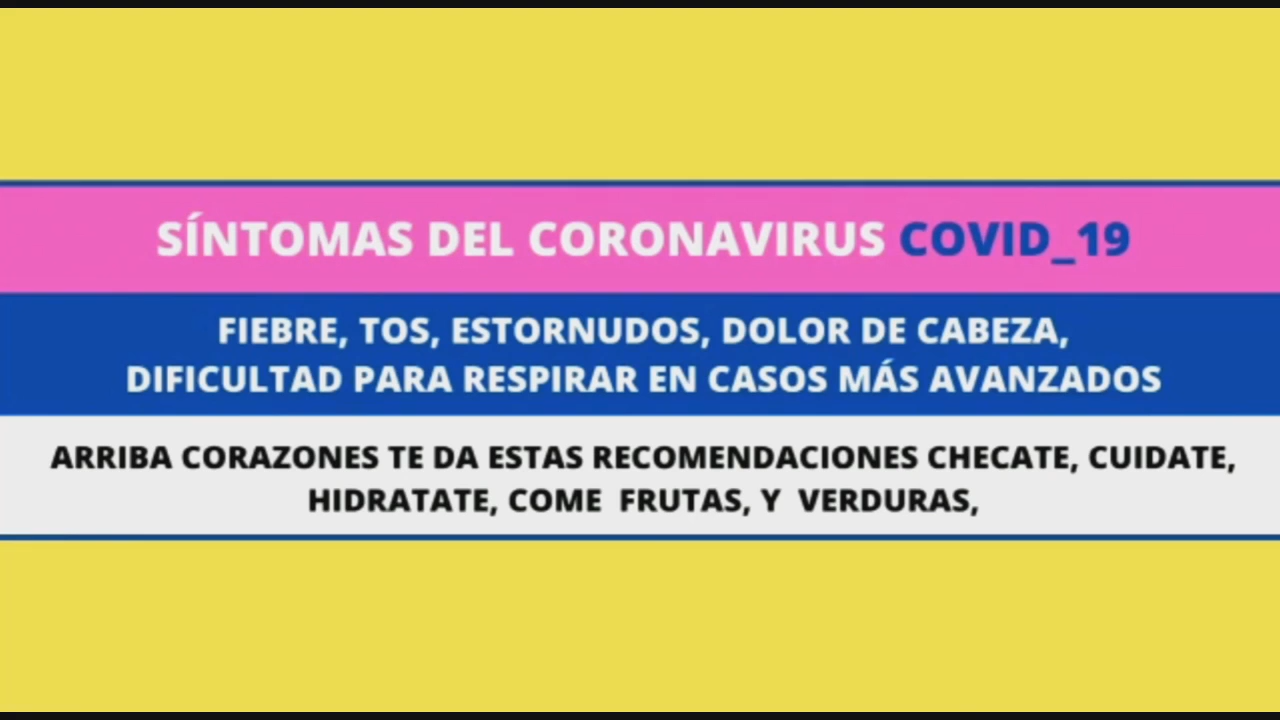 SÍNTOMAS DEL CORONAVIRUS COVID_19
FIEBRE, TOS, ESTORNUDOS, DOLOR DE CABEZA,
DIFICULTAD PARA RESPIRAR EN CASOS MÁS AVANZADOS
ARRIBA CORAZONES TE DA ESTAS RECOMENDACIONES CHECATE, CUIDATE,
HIDRATATE, COME FRUTAS, Y VERDURAS,